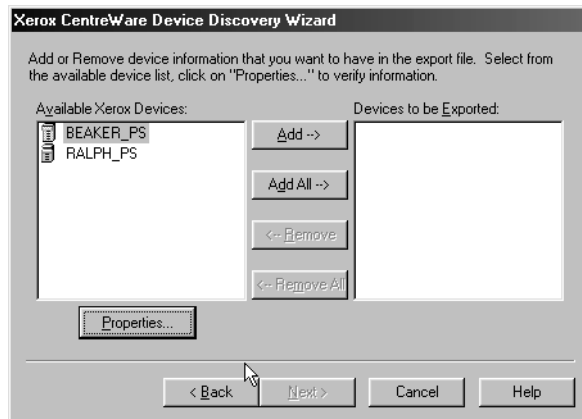 Xerox CentreWare Device Discovery Wizard
Add or Remove device information that you want to have in the export file. Select from
the available device list, click on "Properties..." to verify information.
Available Xerox Devices:
Devices to be Exported:
BEAKER_PS
RALPH_PS
Add -->
Add All -->
<-- Remove
<-- Remove All
Properties...
< Back
Next >
Cancel
Help